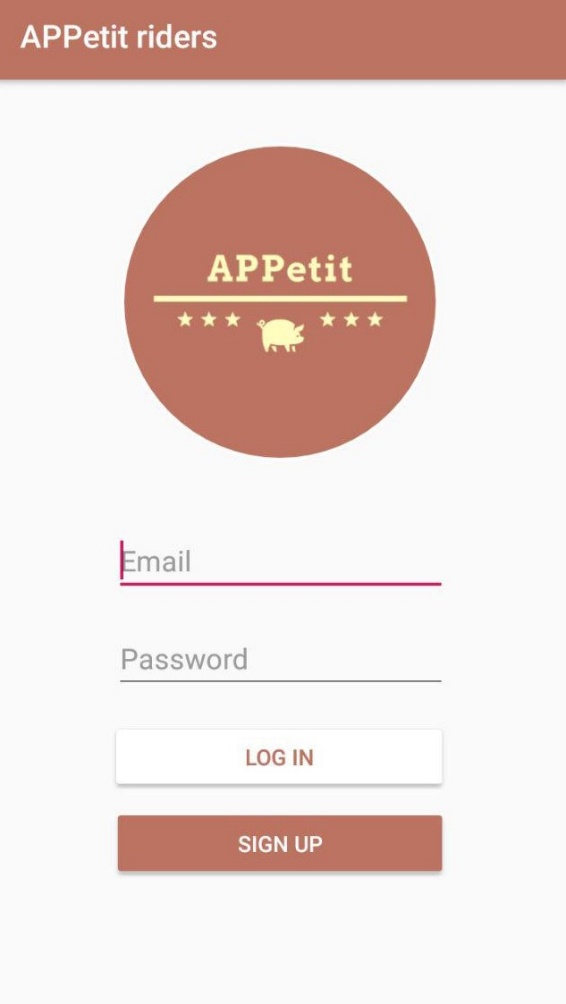 APPetit riders
APPetit
Email
Password
LOG IN
SIGN UP